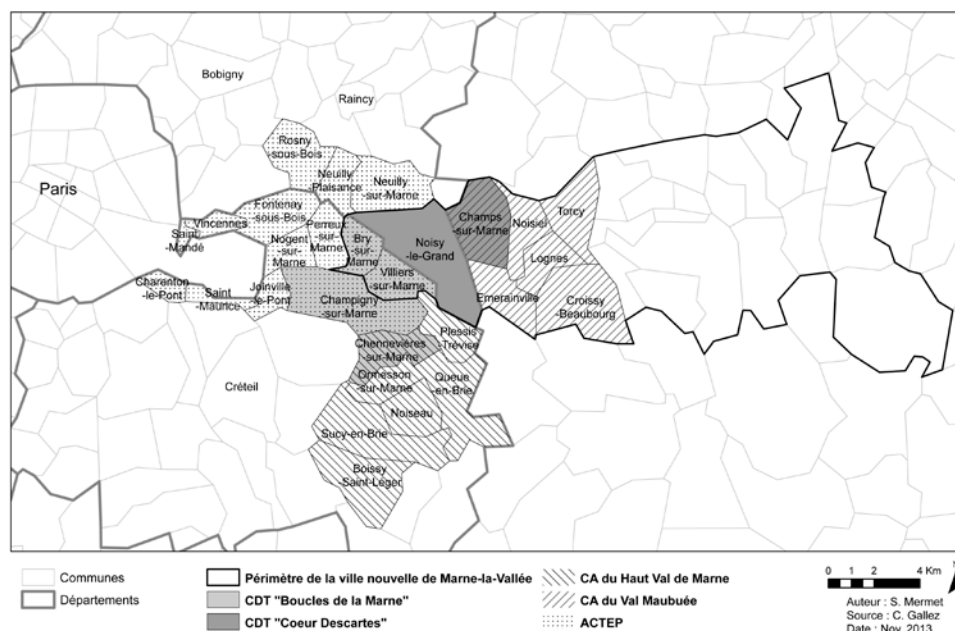 Bobigny
Raincy
Rosny
-sous-Bois
Neuilly
-Plaisance
Neuilly
-sur-Marne
Paris
Fontenay
-sous-Bois
Vincennes
Saint
-Mandé
Perreux
-sur-
Marne
Nogent
-sur-
Marne
Bry
-sur-
Marne
Noisy
-le-Grand
Champs
-sur-Marne
Noisiel
Torcy
Lognes
Villiers
-sur-Marne
Charenton
-le-Pont
Saint
-Maurice
Joinville
-le-Pont
Champigny
-sur-Marne
Emerainville
Croissy
-Beaubourg
Plessis
-Trévise
Chennevières
-sur-Marne
Ormesson
-sur-Marne
Queue
-en-Brie
Créteil
Noiseau
Sucy-en-Brie
Boissy
-Saint-Léger
Communes
Départements
Périmètre de la ville nouvelle de Marne-la-Vallée
CDT "Boucles de la Marne"
CDT "Coeur Descartes"
CA du Haut Val de Marne
CA du Val Maubuée
ACTEP
0 1 2 4 Km
Auteur : S. Mermet
Source : C. Gallez
Date : Nov. 2013